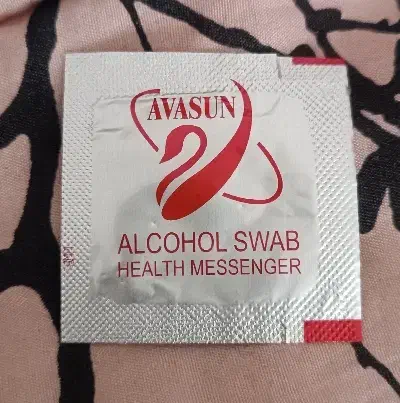 AVASUN
ALCOHOL SWAB
HEALTH MESSENGER